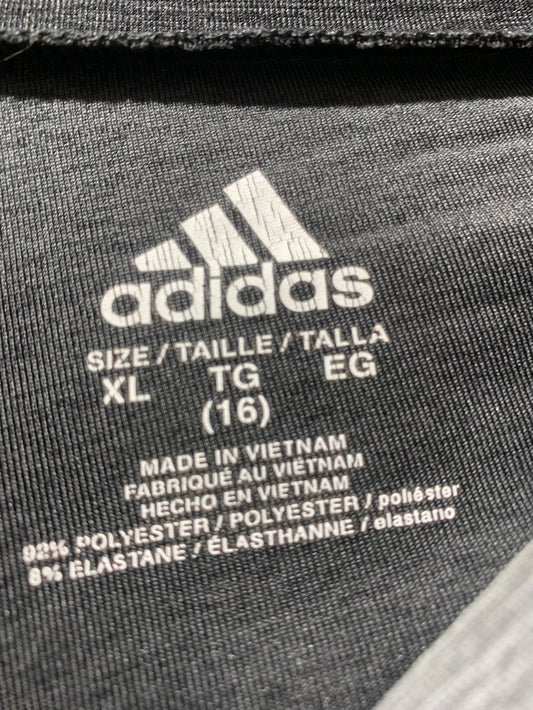 adidas
SIZE / TAILLE / TALLA
XL TG EG
(16)
MADE IN VIETNAM
FABRIQUÉ AU VIÊTNAM
HECHO EN VIETNAM
92% POLYESTER / POLYESTER / poliéster
8% ELASTANE / ÉLASTHANNE / elastano